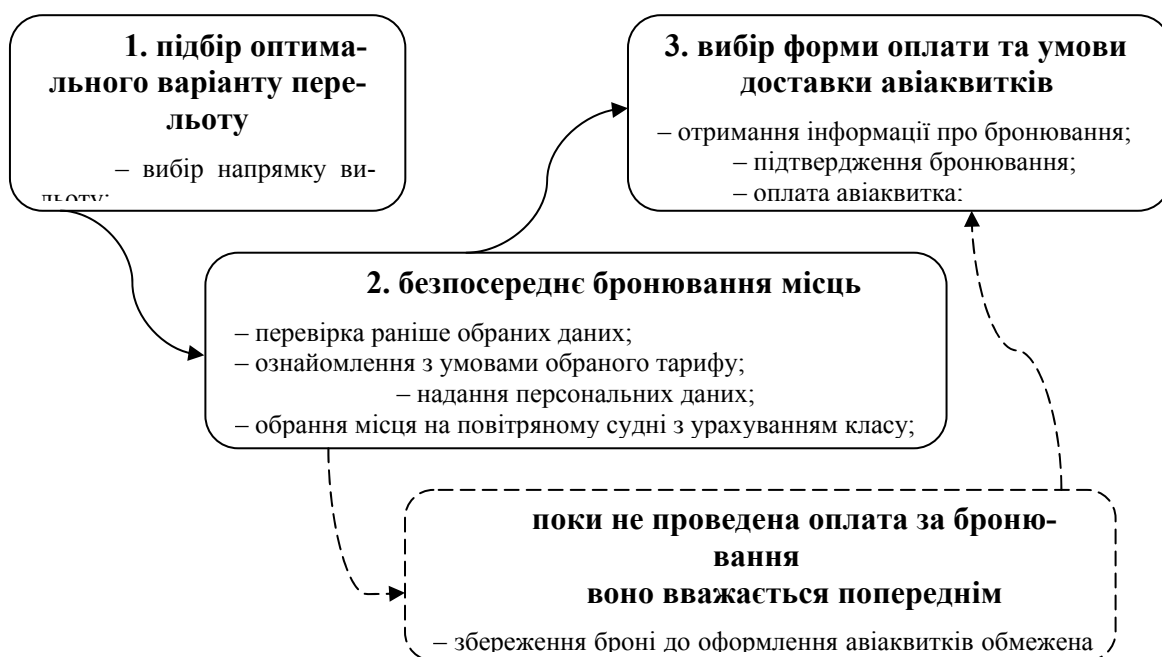 1. підбір оптима-
льного варіанту пере-
льоту
– вибір напрямку ви-
льоту;
2. безпосереднє бронювання місць
– перевірка раніше обраних даних;
– ознайомлення з умовами обраного тарифу;
– надання персональних даних;
– обрання місця на повітряному судні з урахуванням класу;
3. вибір форми оплати та умови
доставки авіаквитків
– отримання інформації про бронювання;
– підтвердження бронювання;
– оплата авіаквитка;
поки не проведена оплата за броню-
вання
воно вважається попереднім
– збереження броні до оформлення авіаквитків обмежена